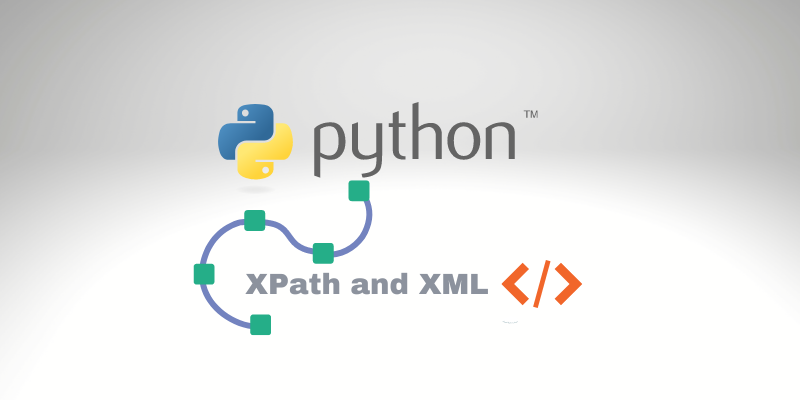 python™
XPath and XML </>